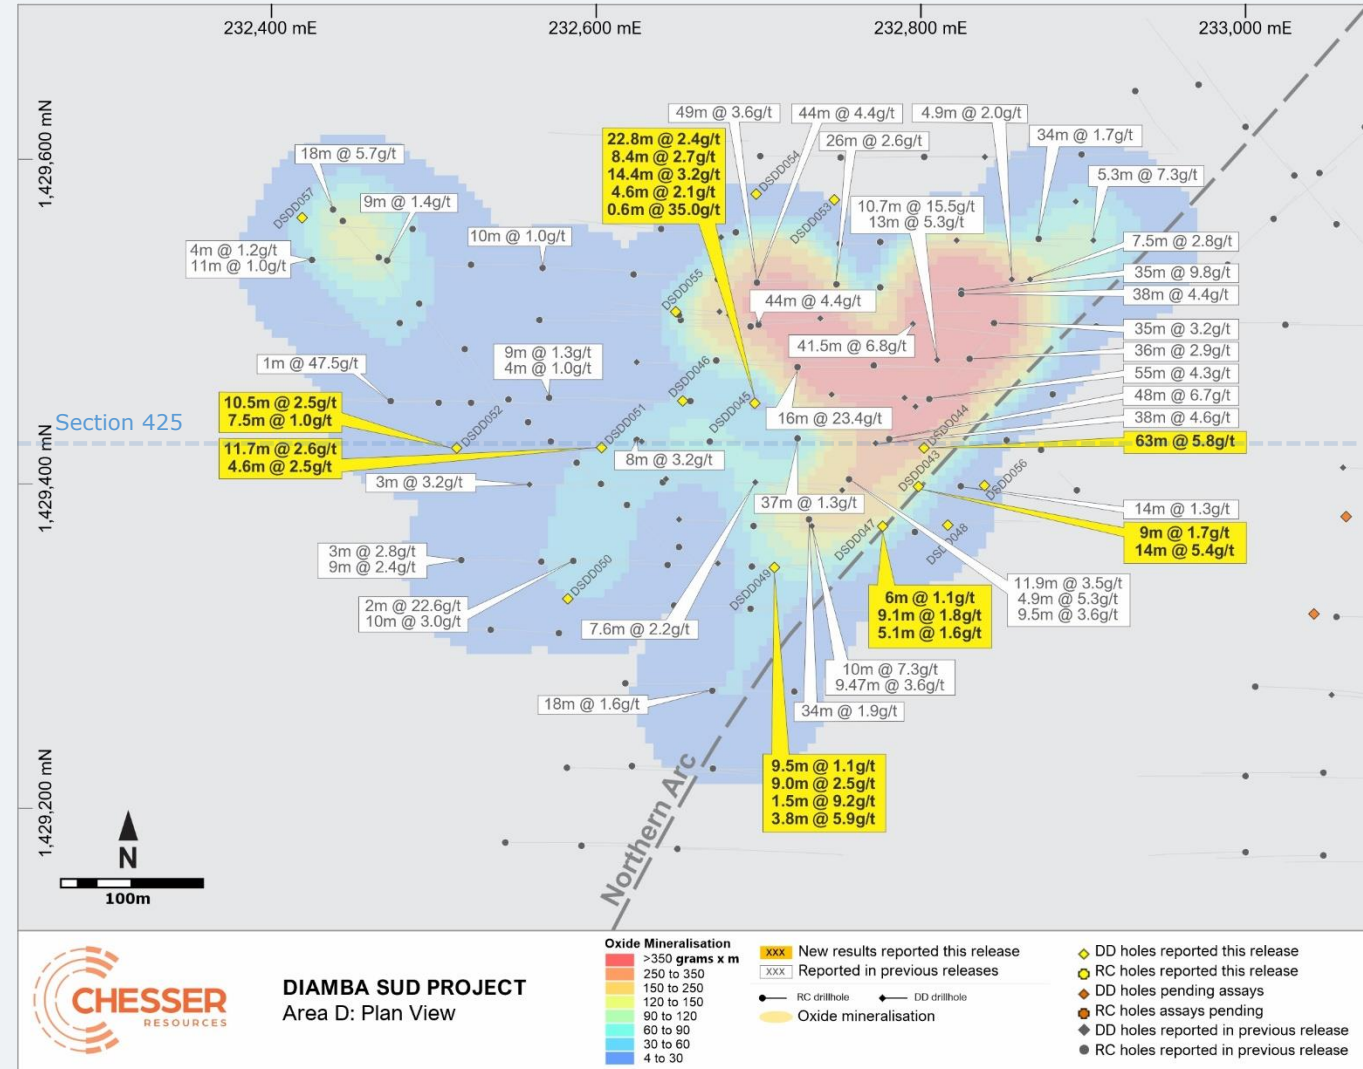 232,400 mE
232,600 mE
232,800 mE
233,000 mE
1,429,600 mN
1,429,400 mN
1,429,200 mN
49m @ 3.6g/t
44m @ 4.4g/t
4.9m @ 2.0g/t
22.8m @ 2.4g/t
8.4m @ 2.7g/t
14.4m @ 3.2g/t
4.6m @ 2.1g/t
0.6m @ 35.0g/t
26m @ 2.6g/t
34m @ 1.7g/t
18m @ 5.7g/t
5.3m @ 7.3g/t
DSDD054
DSDD057
9m @ 1.4g/t
DSDD053
10.7m @ 15.5g/t
13m @ 5.3g/t
4m @ 1.2g/t
11m @ 1.0g/t
10m @ 1.0g/t
7.5m @ 2.8g/t
35m @ 9.8g/t
38m @ 4.4g/t
DSDD055
44m @ 4.4g/t
35m @ 3.2g/t
41.5m @ 6.8g/t
36m @ 2.9g/t
1m @ 47.5g/t
9m @ 1.3g/t
4m @ 1.0g/t
DSDD046
55m @ 4.3g/t
48m @ 6.7g/t
10.5m @ 2.5g/t
7.5m @ 1.0g/t
DSDD052
DSDD051
DSDD045
16m @ 23.4g/t
DSDD044
38m @ 4.6g/t
Section 425
63m @ 5.8g/t
11.7m @ 2.6g/t
4.6m @ 2.5g/t
8m @ 3.2g/t
DSDD043
DSDD056
3m @ 3.2g/t
37m @ 1.3g/t
14m @ 1.3g/t
9m @ 1.7g/t
14m @ 5.4g/t
DSDD047
DSDD048
3m @ 2.8g/t
9m @ 2.4g/t
DSDD050
DSDD049
11.9m @ 3.5g/t
4.9m @ 5.3g/t
9.5m @ 3.6g/t
6m @ 1.1g/t
9.1m @ 1.8g/t
5.1m @ 1.6g/t
2m @ 22.6g/t
10m @ 3.0g/t
7.6m @ 2.2g/t
10m @ 7.3g/t
9.47m @ 3.6g/t
18m @ 1.6g/t
34m @ 1.9g/t
9.5m @ 1.1g/t
9.0m @ 2.5g/t
1.5m @ 9.2g/t
3.8m @ 5.9g/t
Northern Arc
N
100m
CHESSER
RESOURCES
DIAMBA SUD PROJECT
Area D: Plan View
Oxide Mineralisation
>350 grams x m
250 to 350
150 to 250
120 to 150
90 to 120
60 to 90
30 to 60
4 to 30
XXX New results reported this release
XXX Reported in previous releases
RC drillhole DD drillhole
Oxide mineralisation
DD holes reported this release
RC holes reported this release
DD holes pending assays
RC holes assays pending
DD holes reported in previous release
RC holes reported in previous release